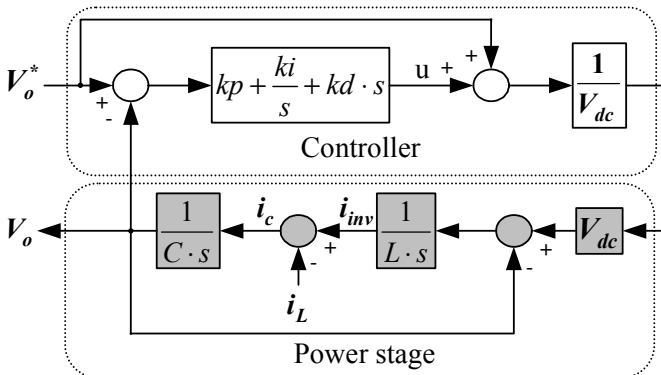 V_o^* + - kp + ki/s + kd · s u + + 1/V_dc
Controller
V_o 1/(C · s) i_c + - i_inv 1/(L · s) + - V_dc
i_L
Power stage